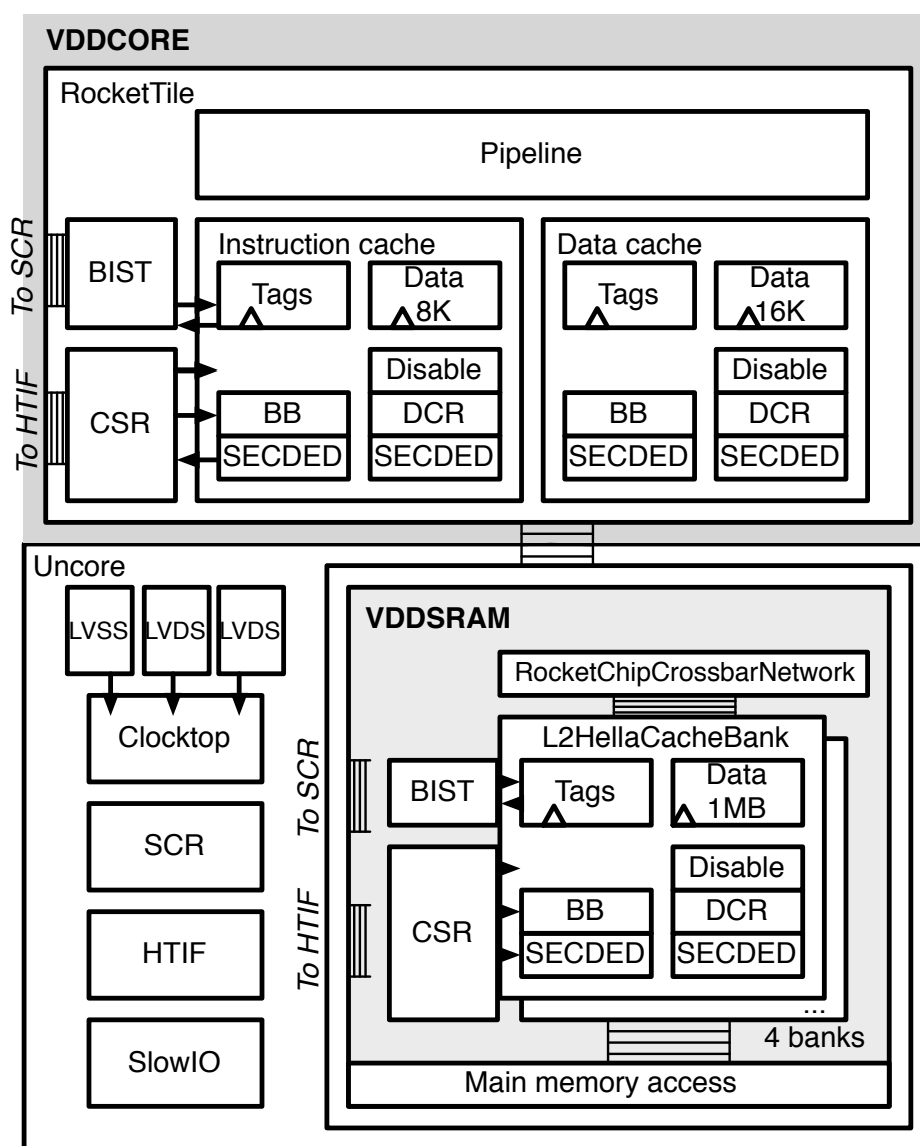 VDDCORE
RocketTile
Pipeline
To SCR
BIST
Instruction cache
Tags
Data
8K
Data cache
Tags
Data
16K
To HTIF
CSR
Disable
BB
DCR
SECDED
SECDED
Disable
BB
DCR
SECDED
SECDED
Uncore
LVSS
LVDS
LVDS
Clocktop
SCR
HTIF
SlowIO
VDDSRAM
RocketChipCrossbarNetwork
L2HellaCacheBank
To SCR
BIST
Tags
Data
1MB
To HTIF
CSR
Disable
BB
DCR
SECDED
SECDED
...
4 banks
Main memory access